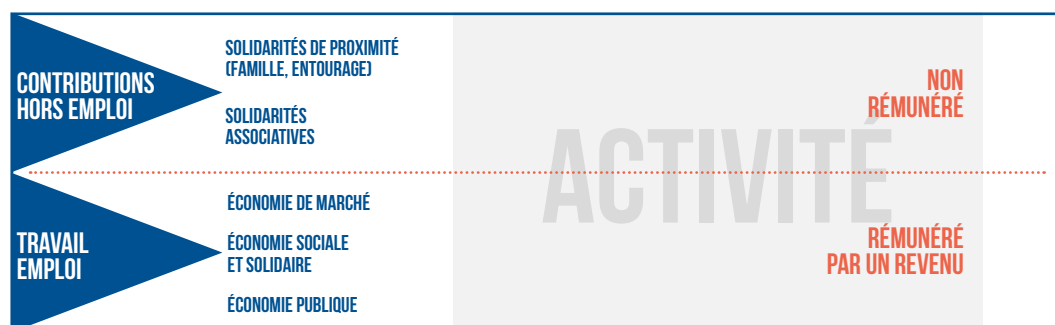 CONTRIBUTIONS
HORS EMPLOI
SOLIDARITÉS DE PROXIMITÉ
(FAMILLE, ENTOURAGE)
SOLIDARITÉS
ASSOCIATIVES
NON
RÉMUNÉRÉ
ACTIVITÉ
TRAVAIL
EMPLOI
ÉCONOMIE DE MARCHÉ
ÉCONOMIE SOCIALE
ET SOLIDAIRE
ÉCONOMIE PUBLIQUE
RÉMUNÉRÉ
PAR UN REVENU